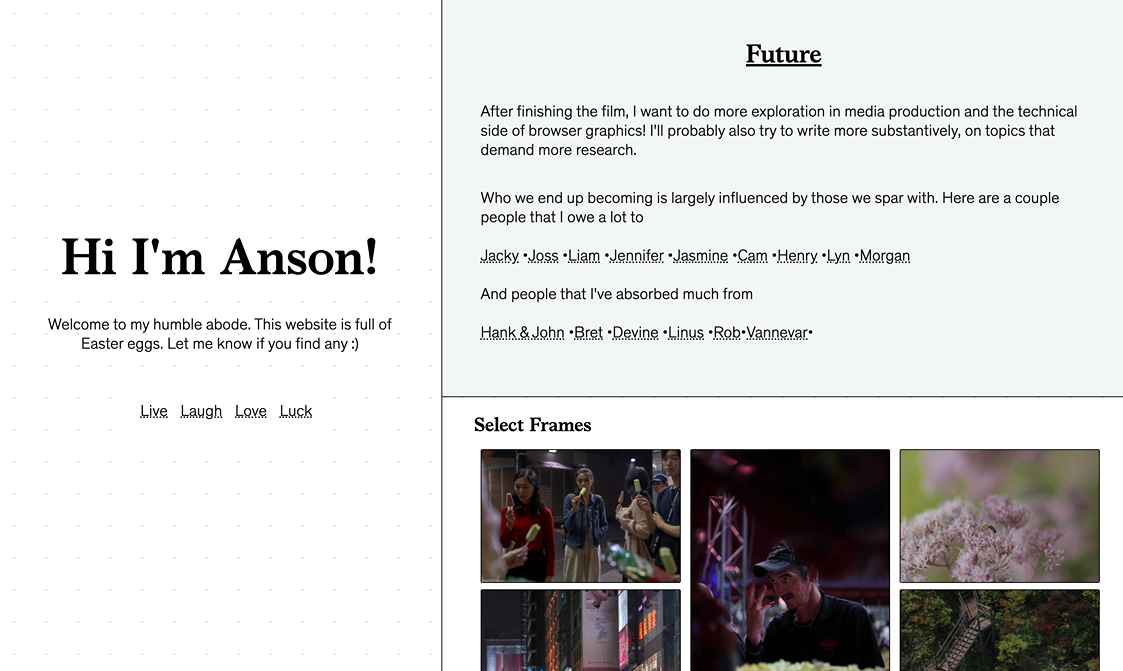 Hi I'm Anson!
Welcome to my humble abode. This website is full of
Easter eggs. Let me know if you find any :)
Live Laugh Love Luck
Future
After finishing the film, I want to do more exploration in media production and the technical
side of browser graphics! I'll probably also try to write more substantively, on topics that
demand more research.
Who we end up becoming is largely influenced by those we spar with. Here are a couple
people that I owe a lot to
Jacky •Joss •Liam •Jennifer •Jasmine •Cam •Henry •Lyn •Morgan
And people that I've absorbed much from
Hank & John •Bret •Devine •Linus •Rob•Vannevar•
Select Frames